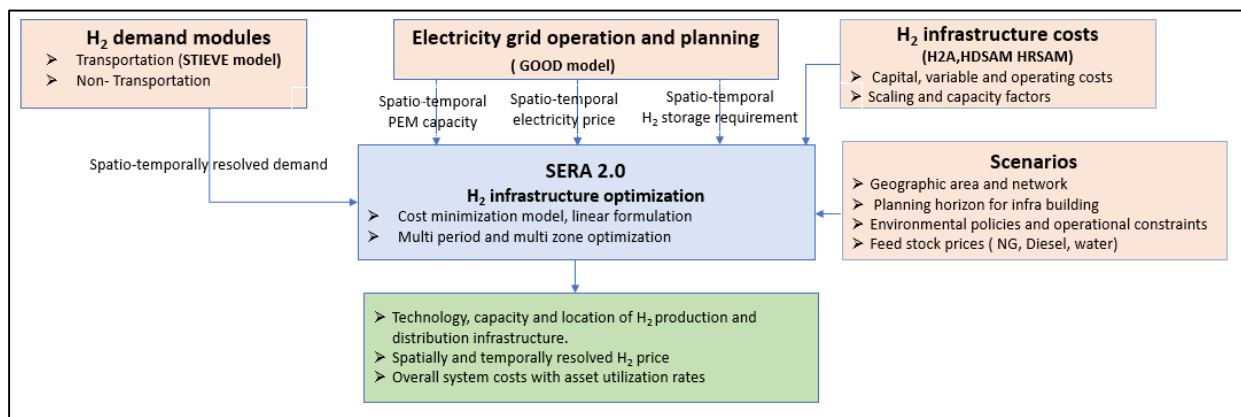 H₂ demand modules
➤ Transportation (STIEVE model)
➤ Non- Transportation
Electricity grid operation and planning
( GOOD model)
H₂ infrastructure costs
(H2A,HDSAM HRSAM)
➤ Capital, variable and operating costs
➤ Scaling and capacity factors
Spatio-temporal
PEM capacity
Spatio-temporal
electricity price
Spatio-temporal
H₂ storage requirement
Spatio-temporally resolved demand
SERA 2.0
H₂ infrastructure optimization
➤ Cost minimization model, linear formulation
➤ Multi period and multi zone optimization
Scenarios
➤ Geographic area and network
➤ Planning horizon for infra building
➤ Environmental policies and operational constraints
➤ Feed stock prices ( NG, Diesel, water)
➤ Technology, capacity and location of H₂ production and
distribution infrastructure.
➤ Spatially and temporally resolved H₂ price
➤ Overall system costs with asset utilization rates